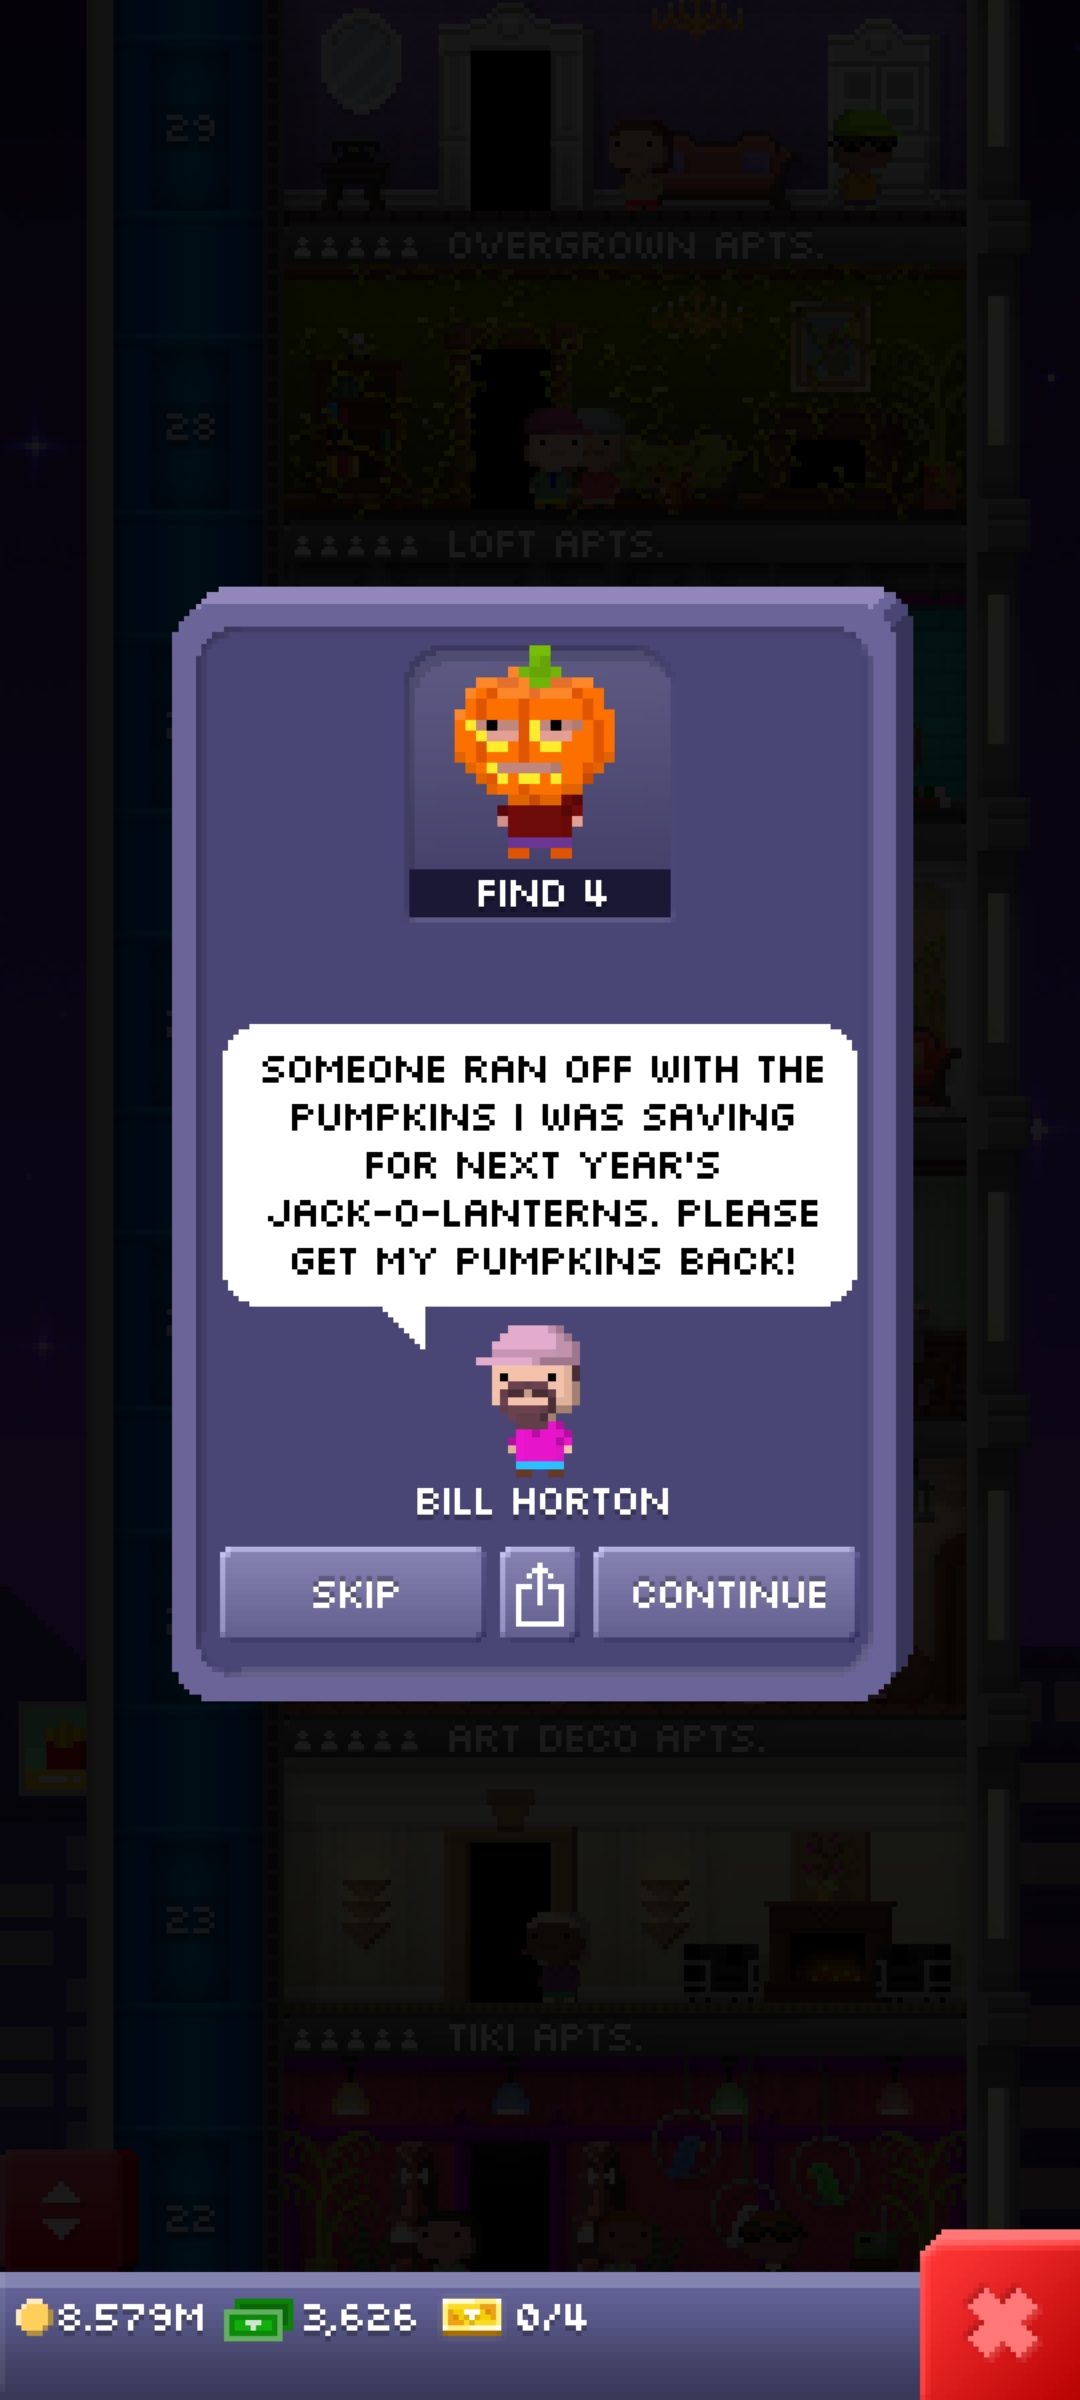 29
OVERGROWN APTS.
28
LOFT APTS.
FIND 4
SOMEONE RAN OFF WITH THE
PUMPKINS I WAS SAVING
FOR NEXT YEAR'S
JACK-O-LANTERNS. PLEASE
GET MY PUMPKINS BACK!
BILL HORTON
SKIP
CONTINUE
ART DECO APTS.
23
TIKI APTS.
22
8.579M 3,626 0/4